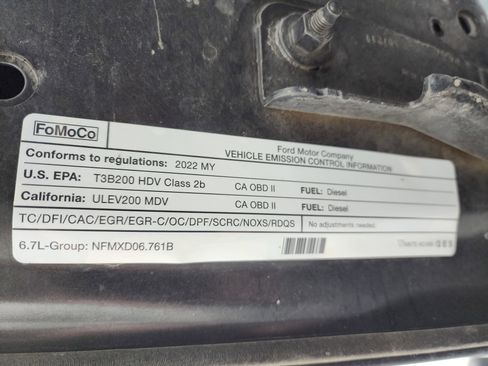 FoMoCo
Ford Motor Company
VEHICLE EMISSION CONTROL INFORMATION
Conforms to regulations: 2022 MY
U.S. EPA: T3B200 HDV Class 2b CA OBD II FUEL: Diesel
California: ULEV200 MDV CA OBD II FUEL: Diesel
TC/DFI/CAC/EGR/EGR-C/OC/DPF/SCRC/NOXS/RDQS No adjustments needed.
6.7L-Group: NFMXD06.761B